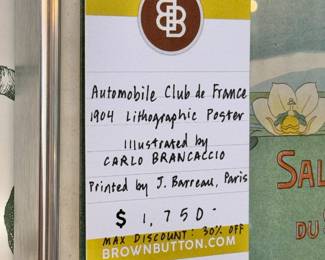 BB
Automobile Club de France
1904 Lithographic Poster
Illustrated by
CARLO BRANCACCIO
Printed by J. Barreau, Paris
$ 1,750-
MAX DISCOUNT: 30% OFF
BROWNBUTTON.COM
SAL
DU